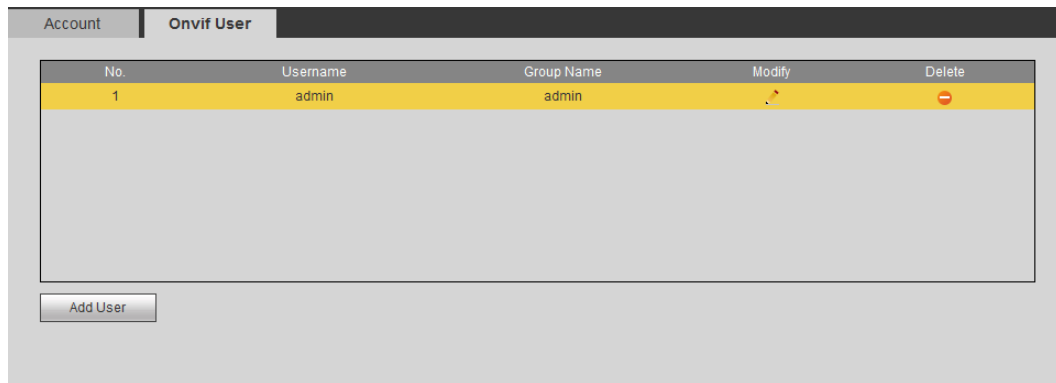 Account Onvif User
No. Username Group Name Modify Delete
1 admin admin
Add User